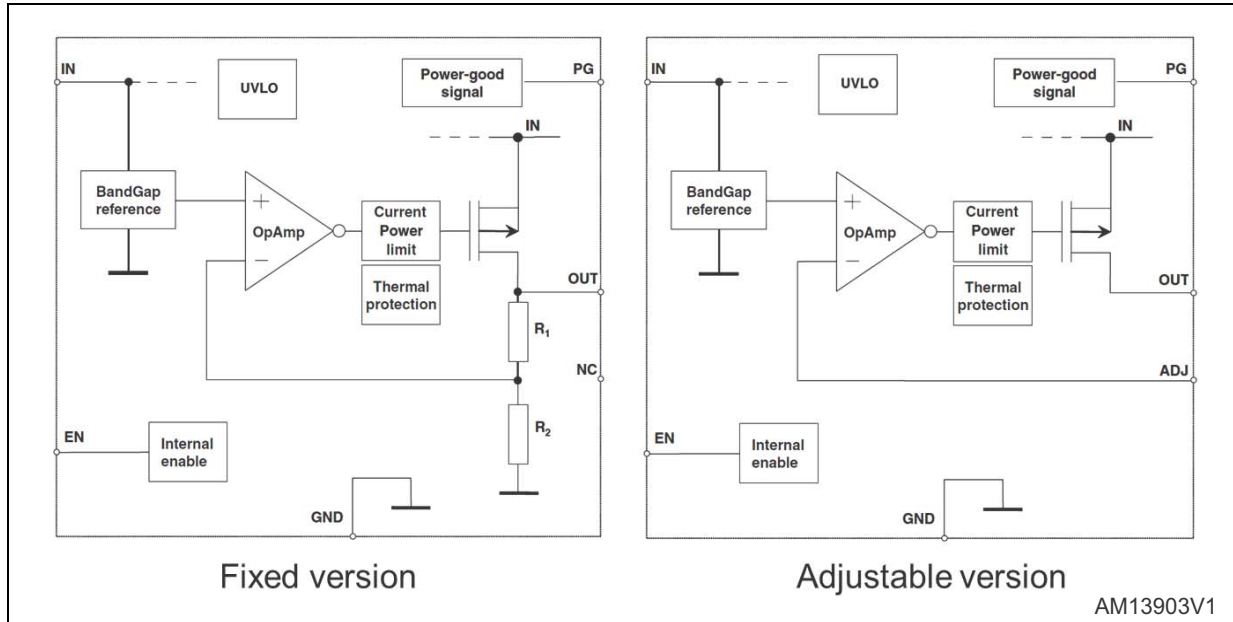 IN
UVLO
Power-good
signal
PG
IN
BandGap
reference
+
OpAmp
−
Current
Power
limit
Thermal
protection
OUT
R1
NC
R2
EN
Internal
enable
GND
Fixed version
IN
UVLO
Power-good
signal
PG
IN
BandGap
reference
+
OpAmp
−
Current
Power
limit
Thermal
protection
OUT
ADJ
EN
Internal
enable
GND
Adjustable version
AM13903V1